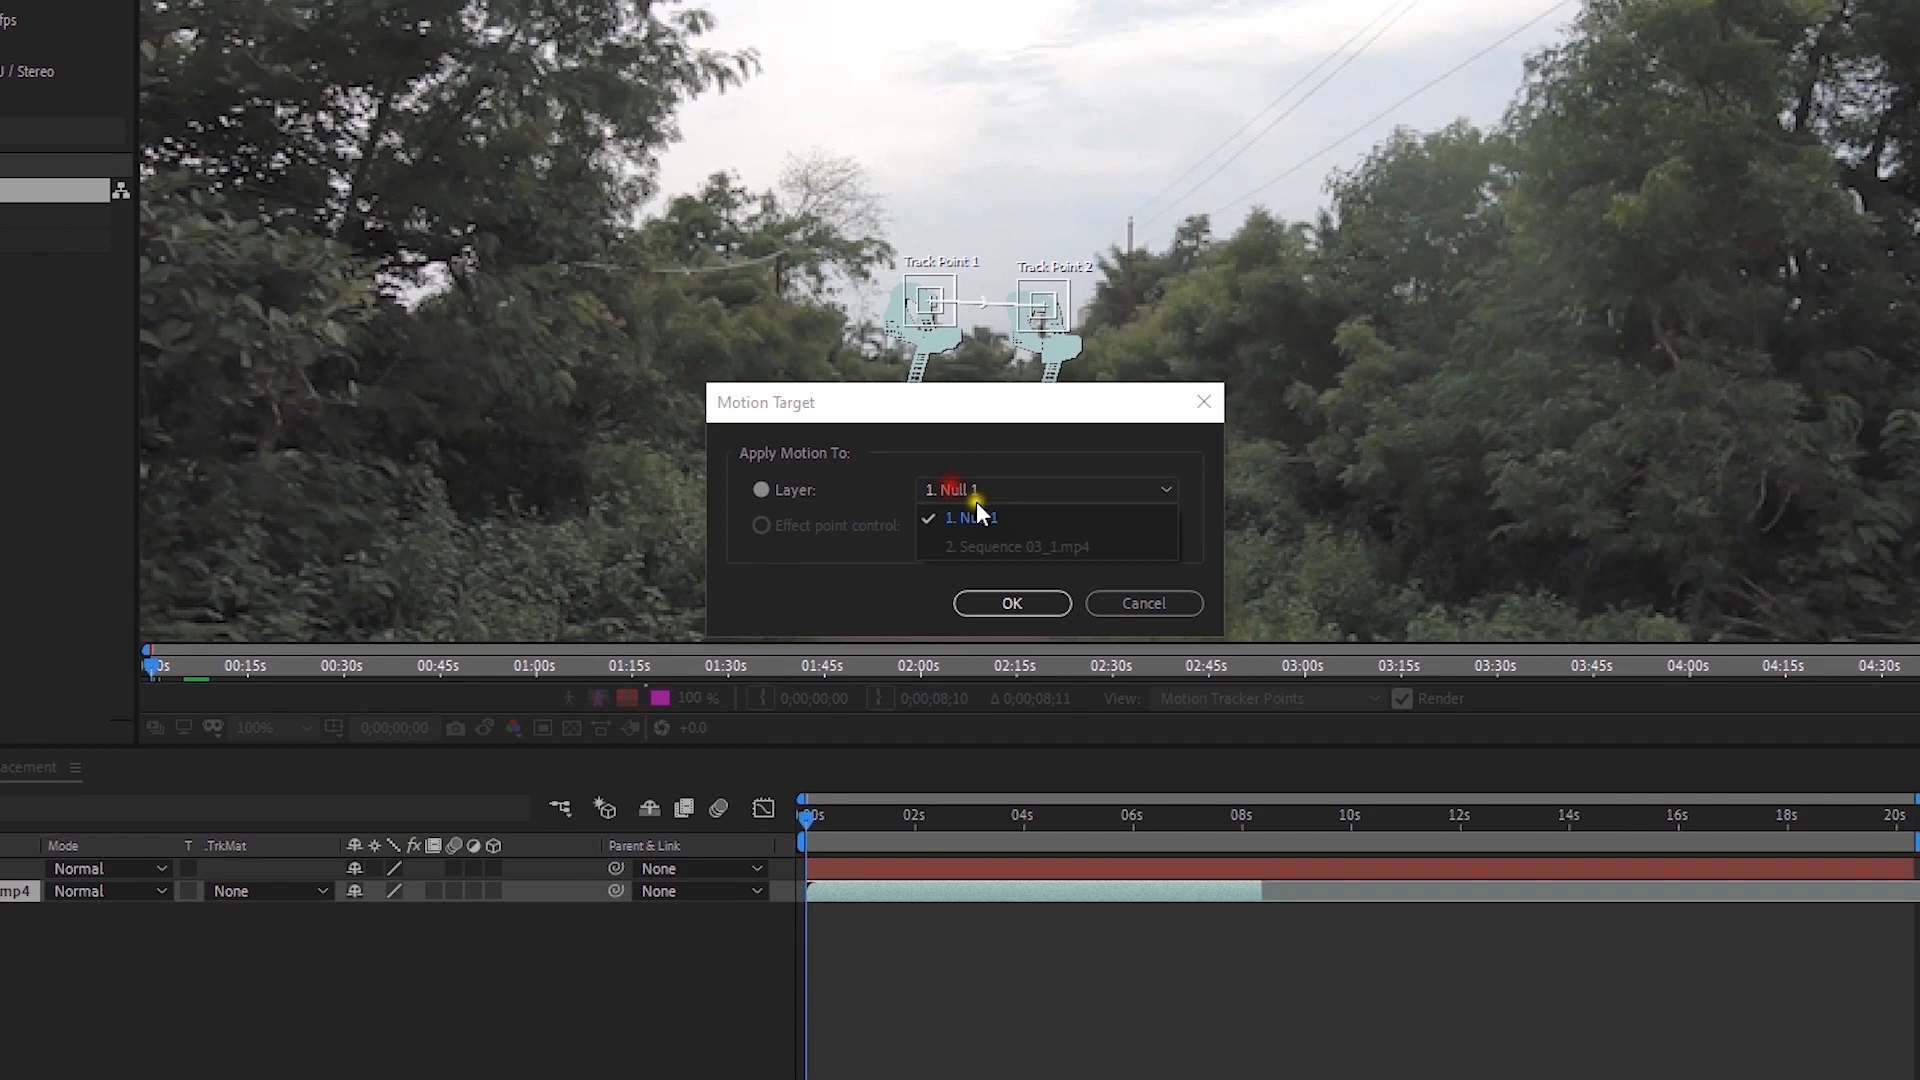 fps
J / Stereo
Track Point 1
Track Point 2
Motion Target
Apply Motion To:
Layer:
1. Null 1
1. Null 1
Effect point control:
2. Sequence 03_1.mp4
OK
Cancel
00:15s 00:30s 00:45s 01:00s 01:15s 01:30s 01:45s 02:00s 02:15s 02:30s 02:45s 03:00s 03:15s 03:30s 03:45s 04:00s 04:15s 04:30s
100 % 0;00;00;00 0;00;08;10 Δ 0;00;08;11 View: Motion Tracker Points Render
100% 0;00;00;00 +0.0
acement
00s 02s 04s 06s 08s 10s 12s 14s 16s 18s 20s
Mode T .TrkMat fx Parent & Link
Normal None
mp4 Normal None None